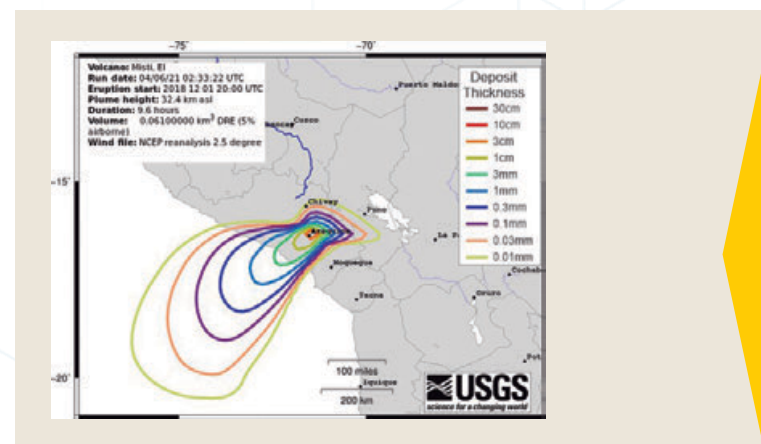 -75° -70°
Volcano: Misti, El
Run date: 04/06/21 02:33:22 UTC
Eruption start: 2018 12 01 20:00 UTC
Plume height: 32.4 km asl
Duration: 9.6 hours
Volume: 0.06100000 km³ DRE (5%
airborne)
Wind file: NCEP reanalysis 2.5 degree
Deposit
Thickness
30cm
10cm
3cm
1cm
3mm
1mm
0.3mm
0.1mm
0.03mm
0.01mm
Puerto Maldo
Cusco
-15°
Chivay
Puno
La P
Moquegua
Cochab
Tacna
Oruro
Pot
100 miles
200 km
-20°
Iquique
USGS
science for a changing world